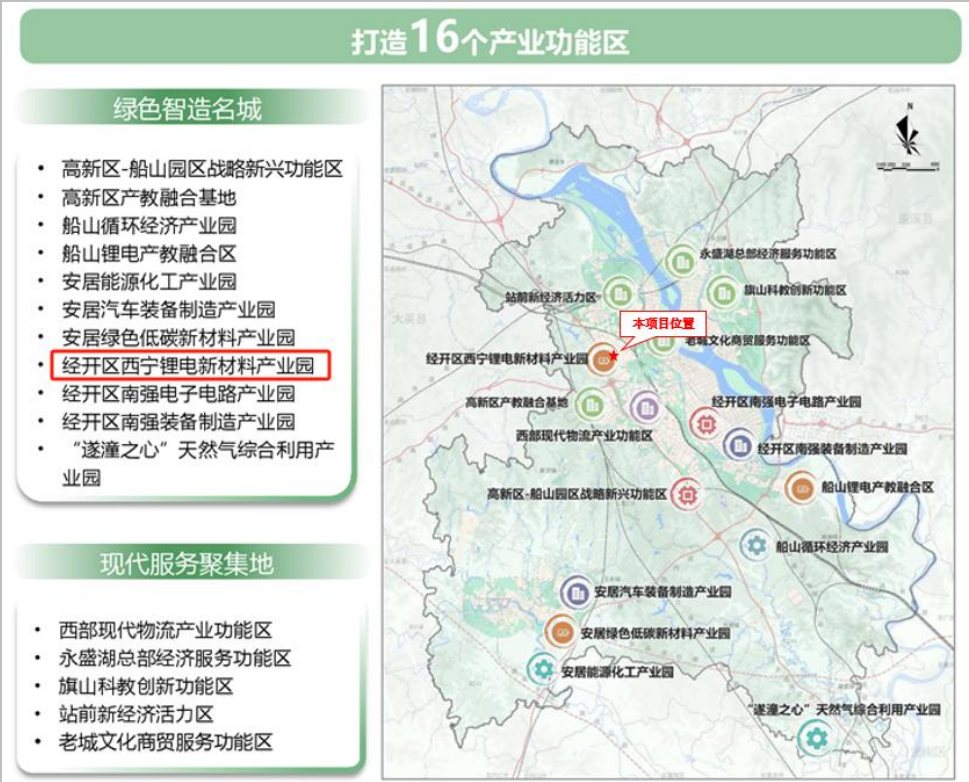 打造16个产业功能区
绿色智造名城
• 高新区-船山园区战略新兴功能区
• 高新区产教融合基地
• 船山循环经济产业园
• 船山锂电产教融合区
• 安居能源化工产业园
• 安居汽车装备制造产业园
• 安居绿色低碳新材料产业园
• 经开区西宁锂电新材料产业园
• 经开区南强电子电路产业园
• 经开区南强装备制造产业园
• “遂潼之心”天然气综合利用产
业园
现代服务聚集地
• 西部现代物流产业功能区
• 永盛湖总部经济服务功能区
• 旗山科教创新功能区
• 站前新经济活力区
• 老城文化商贸服务功能区
N
永盛湖总部经济服务功能区
旗山科教创新功能区
站前新经济活力区
本项目位置
老城文化商贸服务功能区
经开区西宁锂电新材料产业园
高新区产教融合基地
经开区南强电子电路产业园
西部现代物流产业功能区
经开区南强装备制造产业园
船山锂电产教融合区
高新区-船山园区战略新兴功能区
船山循环经济产业园
安居汽车装备制造产业园
安居绿色低碳新材料产业园
安居能源化工产业园
“遂潼之心”天然气综合利用产业园
大英县